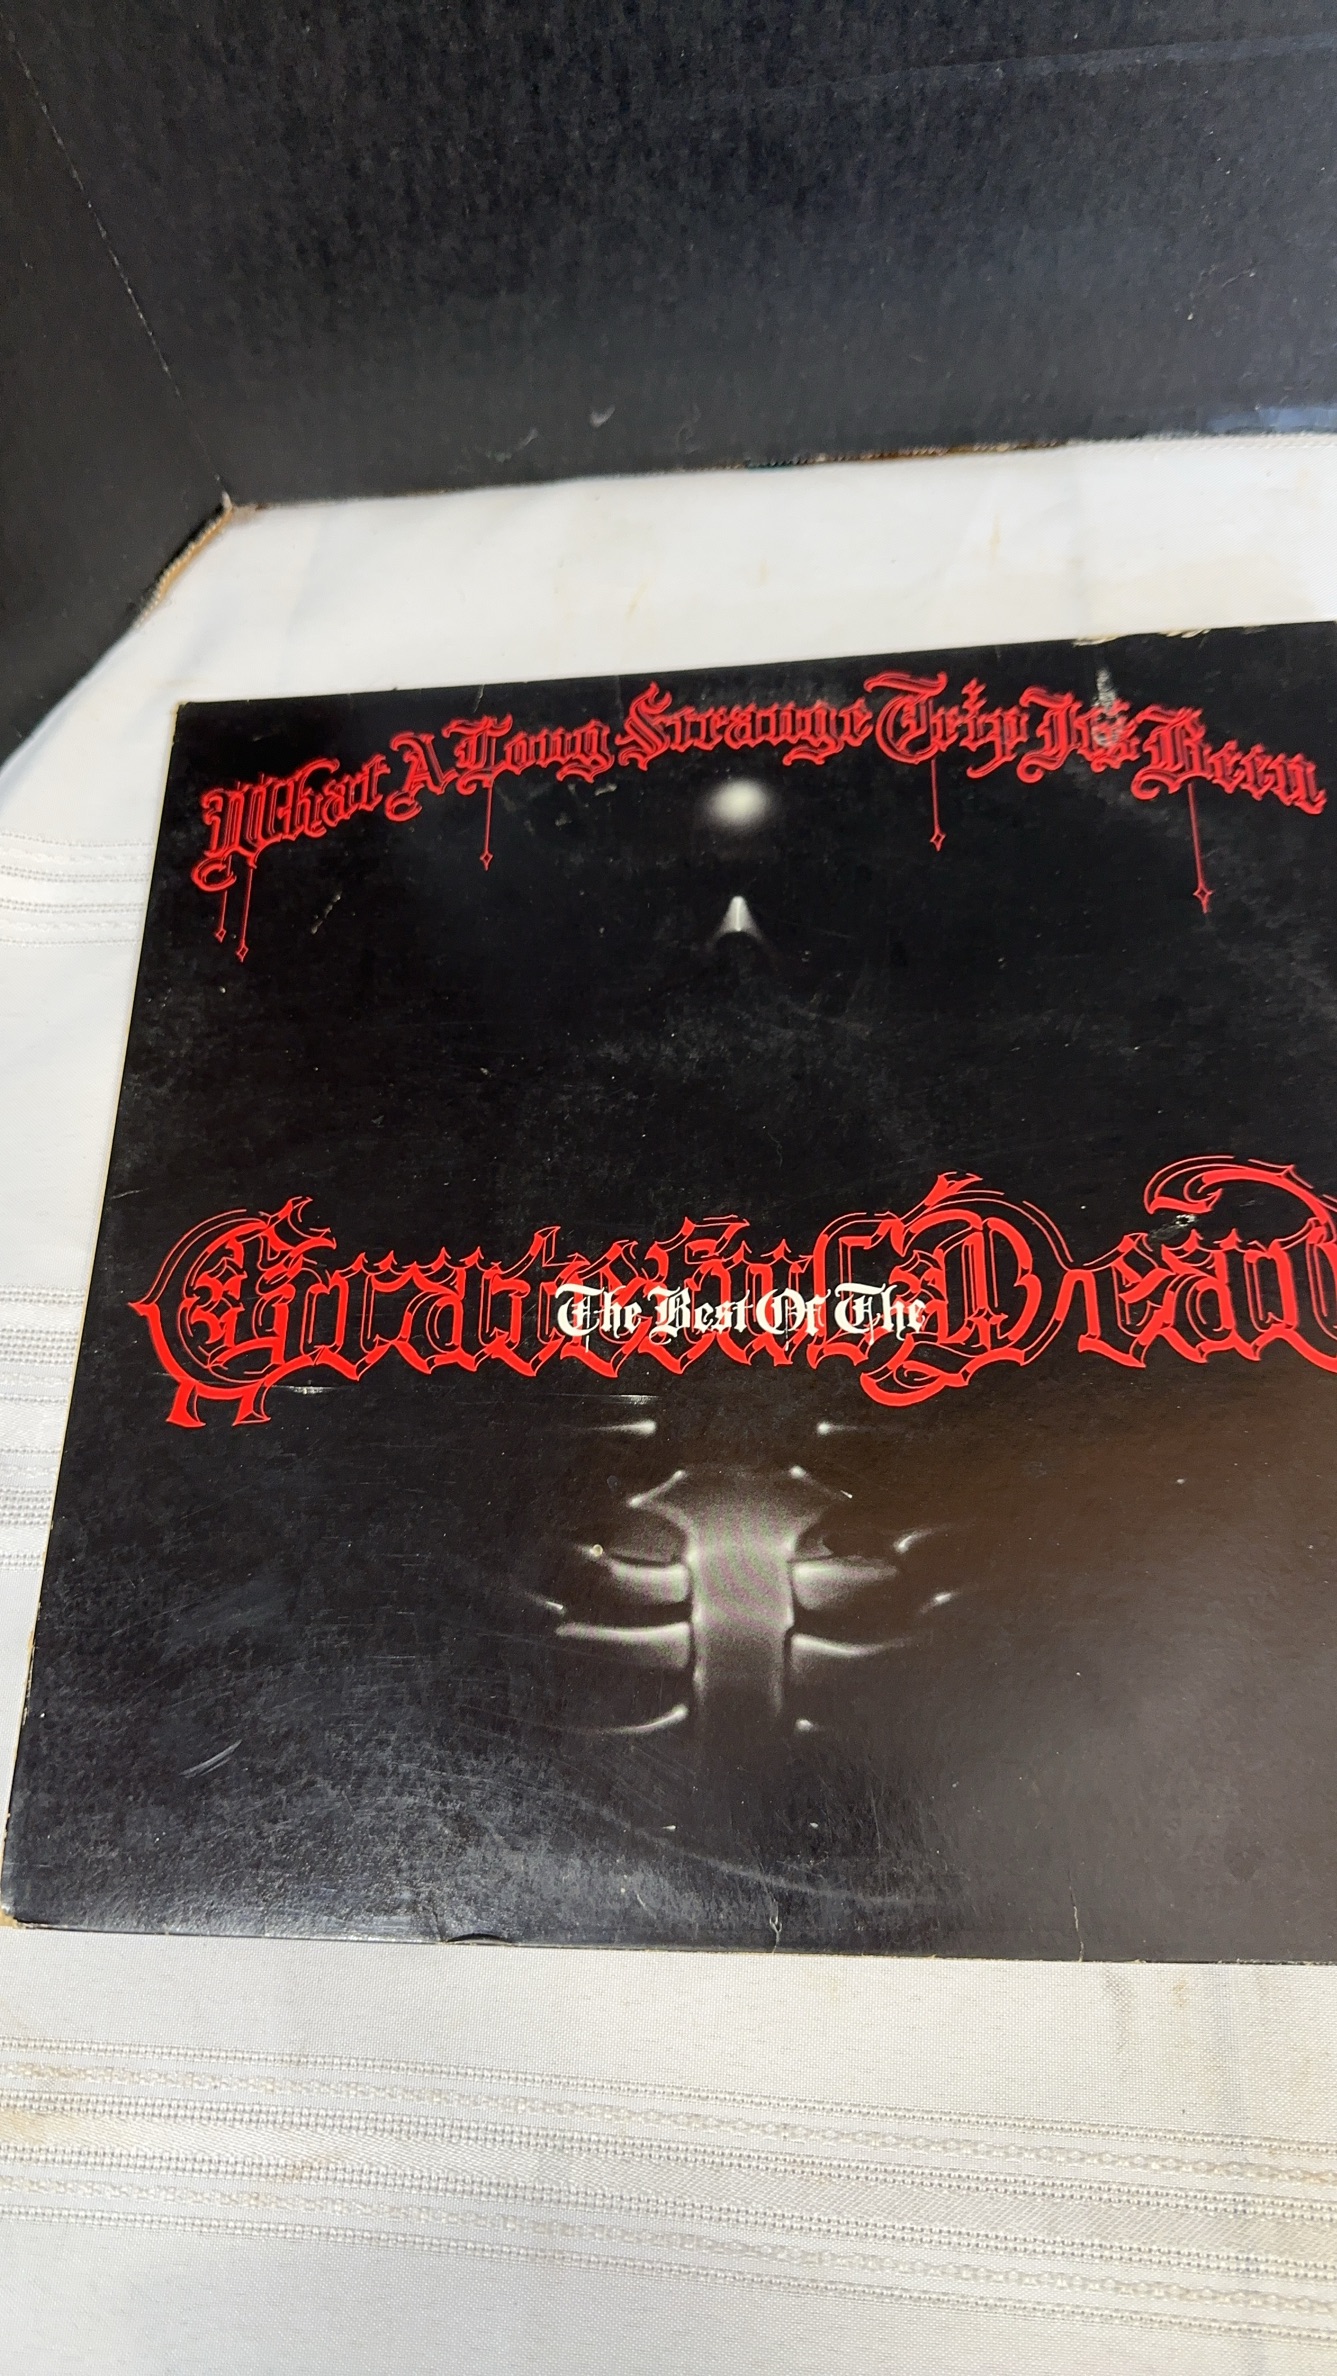 What A Long Strange Trip It's Been
Grateful Dead
The Best Of The